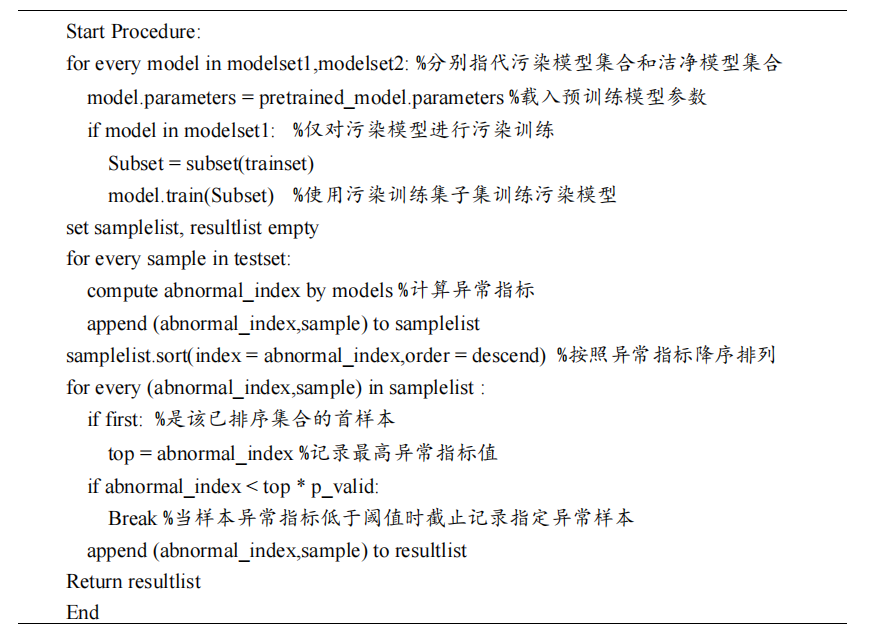 Start Procedure:
for every model in modelset1,modelset2: %分别指代污染模型集合和洁净模型集合
model.parameters = pretrained_model.parameters %载入预训练模型参数
if model in modelset1: %仅对污染模型进行污染训练
Subset = subset(trainset)
model.train(Subset) %使用污染训练集子集训练污染模型
set samplelist, resultlist empty
for every sample in testset:
compute abnormal_index by models %计算异常指标
append (abnormal_index,sample) to samplelist
samplelist.sort(index = abnormal_index,order = descend) %按照异常指标降序排列
for every (abnormal_index,sample) in samplelist :
if first: %是该已排序集合的首样本
top = abnormal_index %记录最高异常指标值
if abnormal_index < top * p_valid:
Break %当样本异常指标低于阈值时截止记录指定异常样本
append (abnormal_index,sample) to resultlist
Return resultlist
End